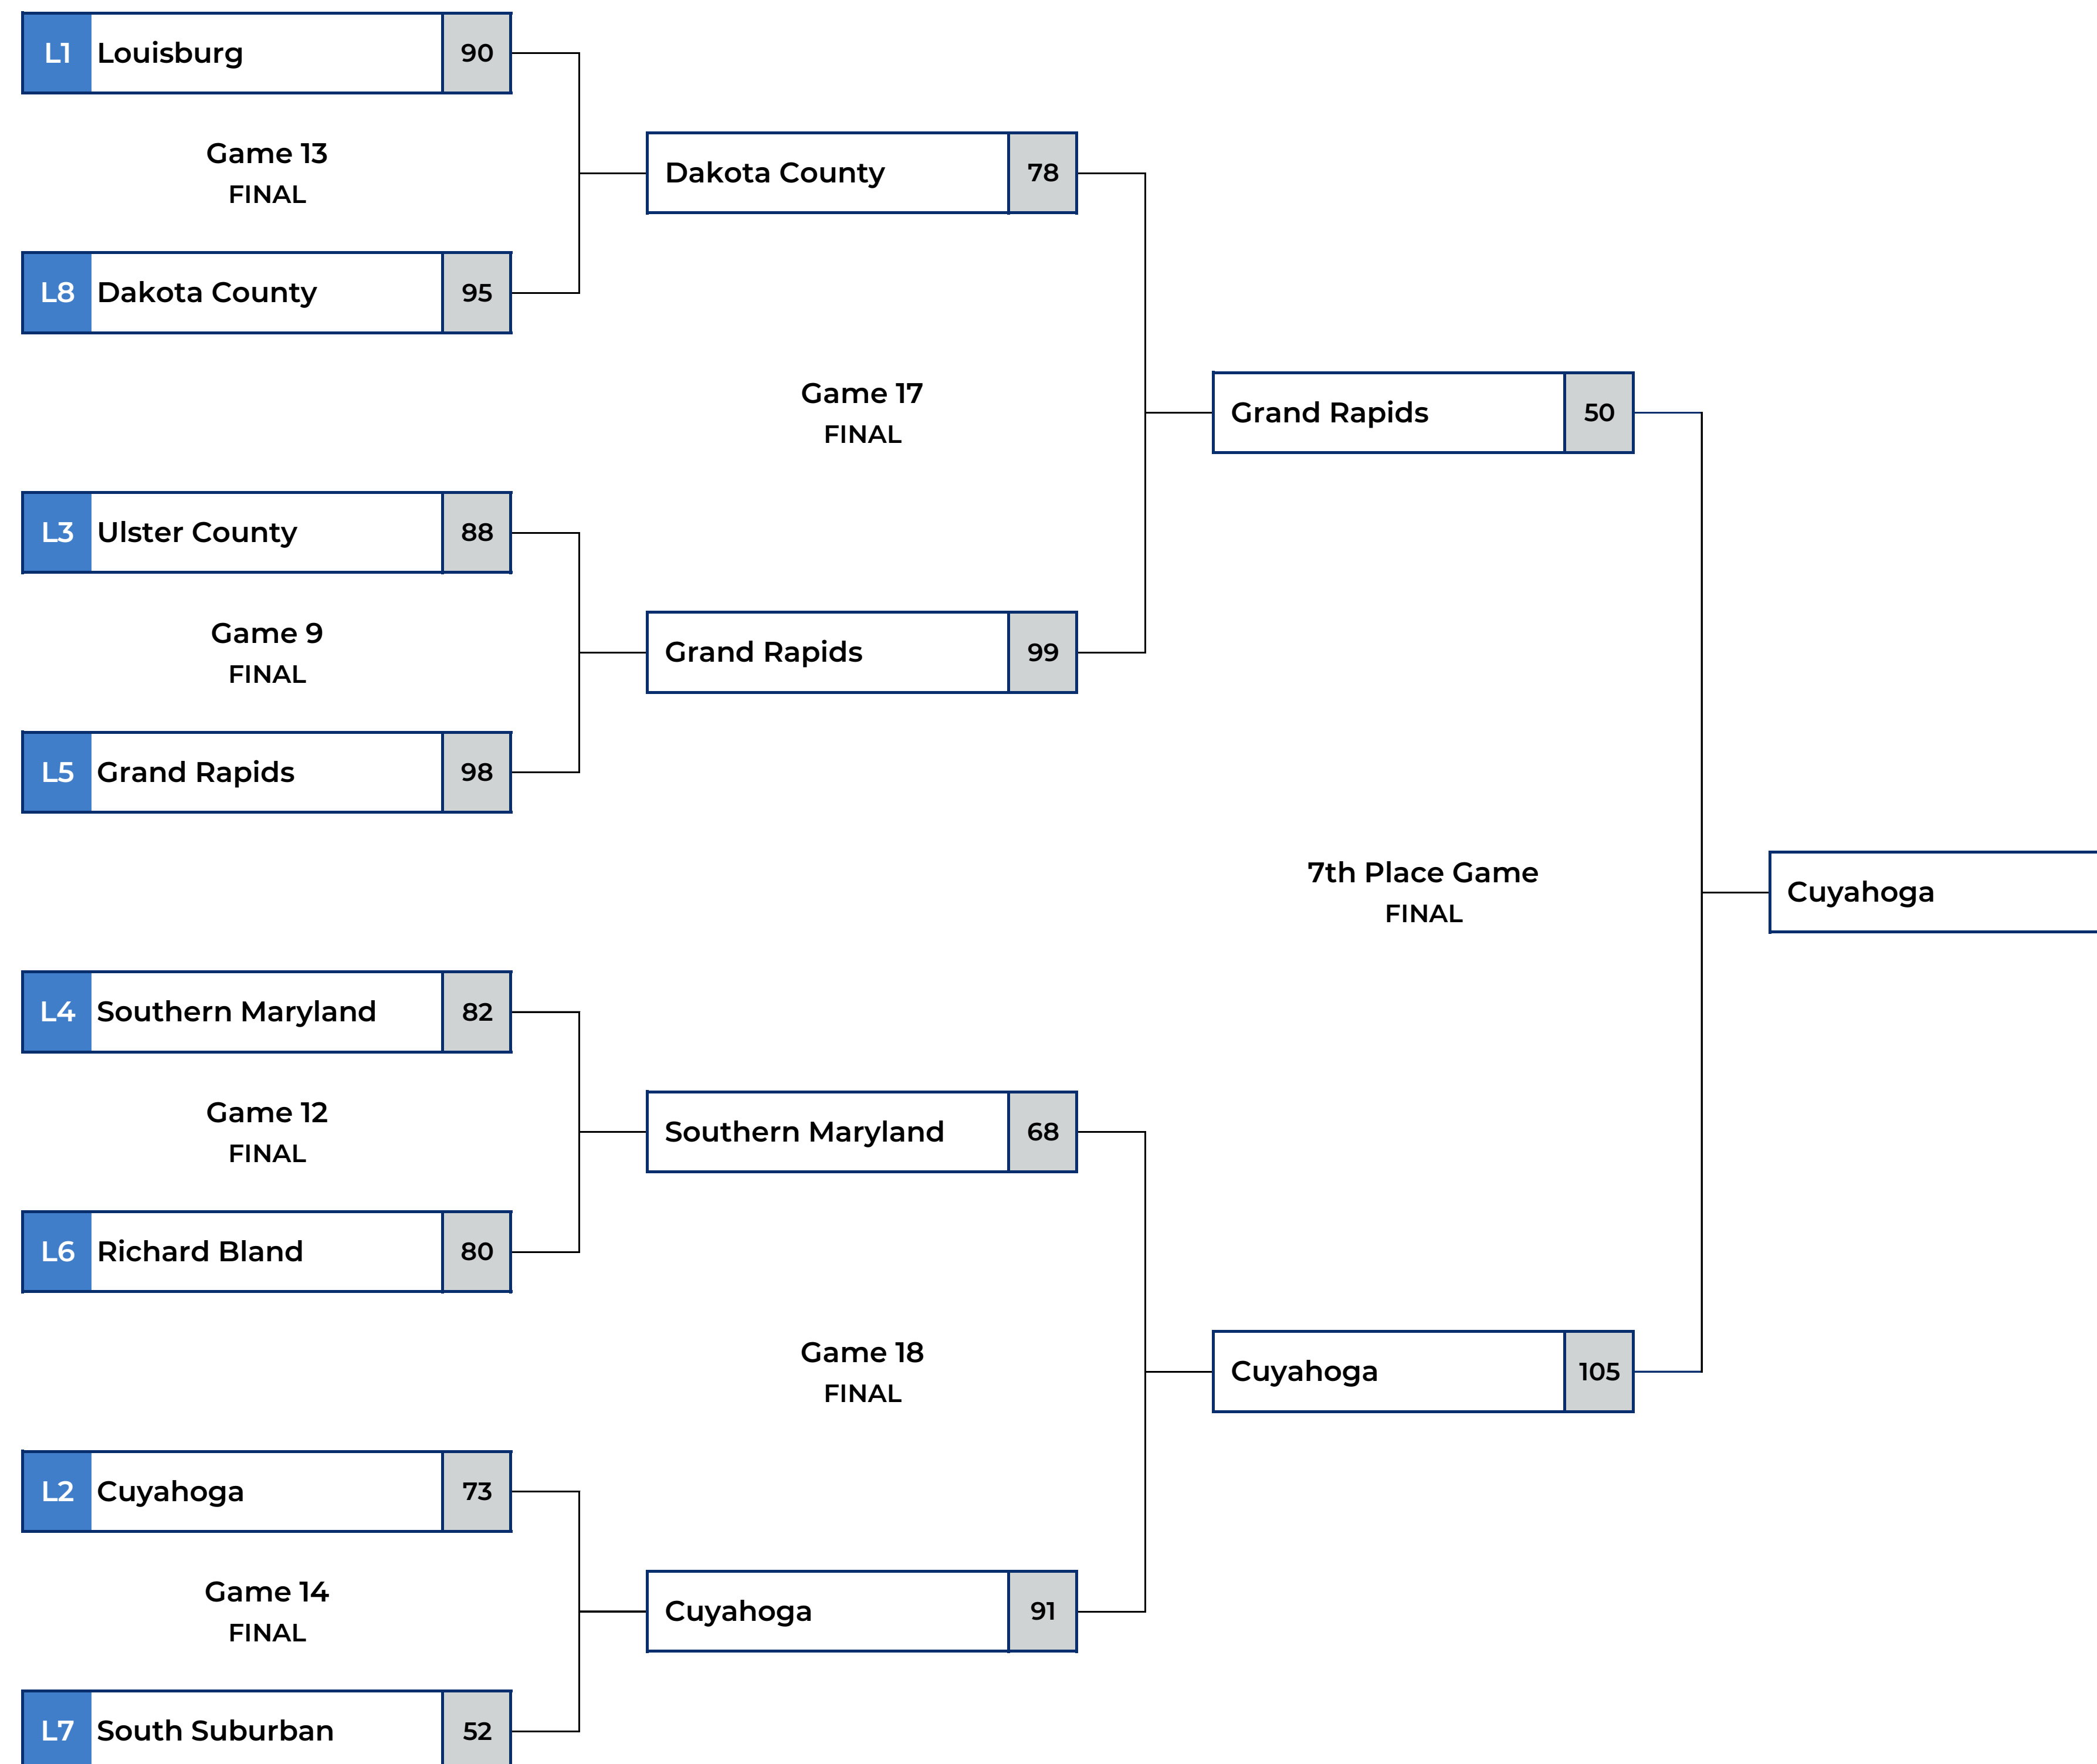 L1 Louisburg 90
Game 13
FINAL
L8 Dakota County 95
Dakota County 78
Game 17
FINAL
L3 Ulster County 88
Game 9
FINAL
L5 Grand Rapids 98
Grand Rapids 99
Grand Rapids 50
7th Place Game
FINAL
Cuyahoga
L4 Southern Maryland 82
Game 12
FINAL
L6 Richard Bland 80
Southern Maryland 68
Game 18
FINAL
Cuyahoga 105
L2 Cuyahoga 73
Game 14
FINAL
L7 South Suburban 52
Cuyahoga 91